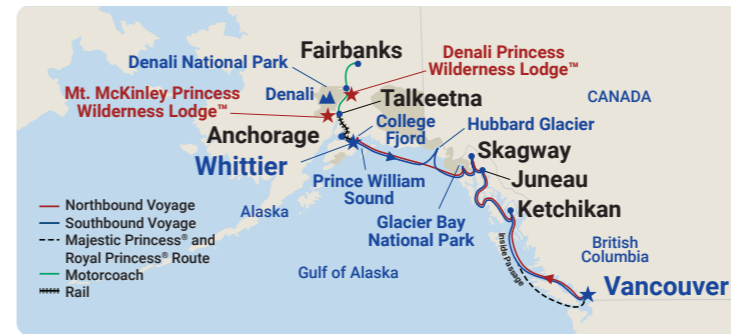 Fairbanks
Denali National Park
Denali Princess
Wilderness Lodge™
Mt. McKinley Princess
Wilderness Lodge™
Denali
Talkeetna
CANADA
College
Fjord
Hubbard Glacier
Anchorage
Whittier
Skagway
Prince William
Sound
Juneau
Glacier Bay
National Park
Ketchikan
Northbound Voyage
Southbound Voyage
Majestic Princess® and
Royal Princess® Route
Motorcoach
Rail
Alaska
Gulf of Alaska
Inside Passage
British
Columbia
Vancouver